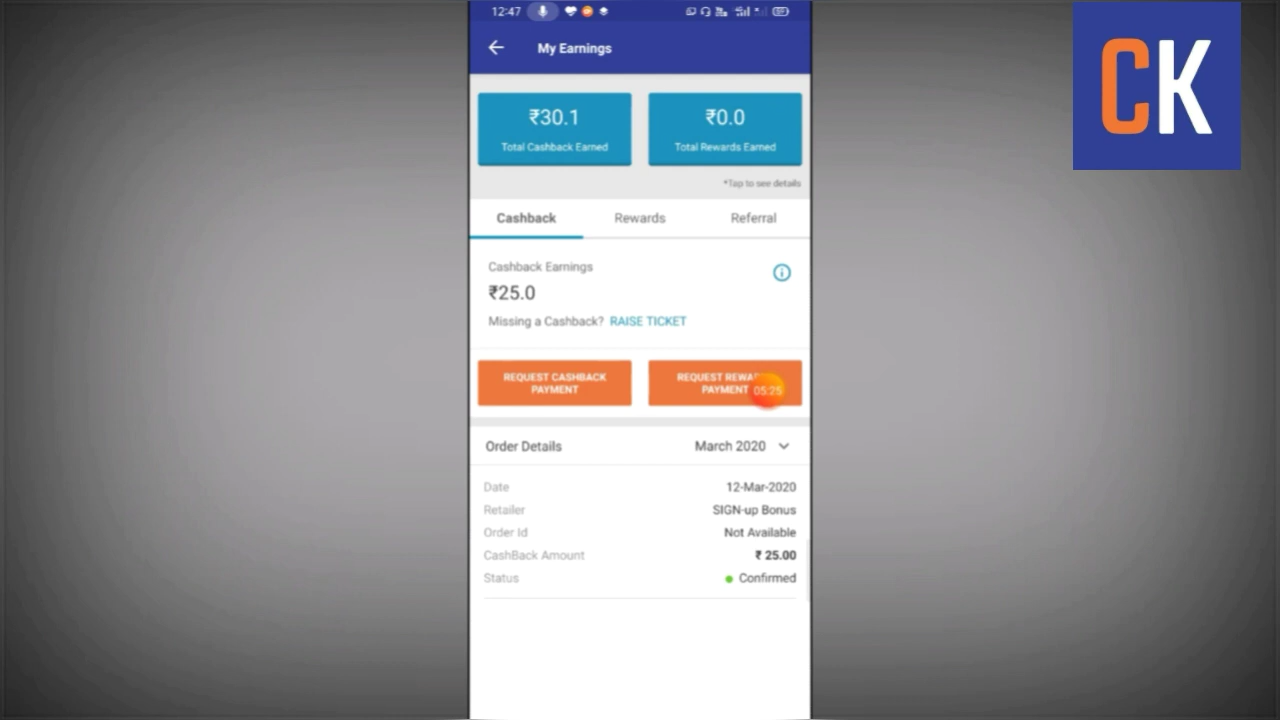 12:47
My Earnings
CK
₹30.1
Total Cashback Earned
₹0.0
Total Rewards Earned
*Tap to see details
Cashback
Rewards
Referral
Cashback Earnings
₹25.0
Missing a Cashback? RAISE TICKET
REQUEST CASHBACK
PAYMENT
REQUEST
PAYMENT
05:25
Order Details
March 2020
Date
12-Mar-2020
Retailer
SIGN-up Bonus
Order Id
Not Available
CashBack Amount
₹ 25.00
Status
Confirmed